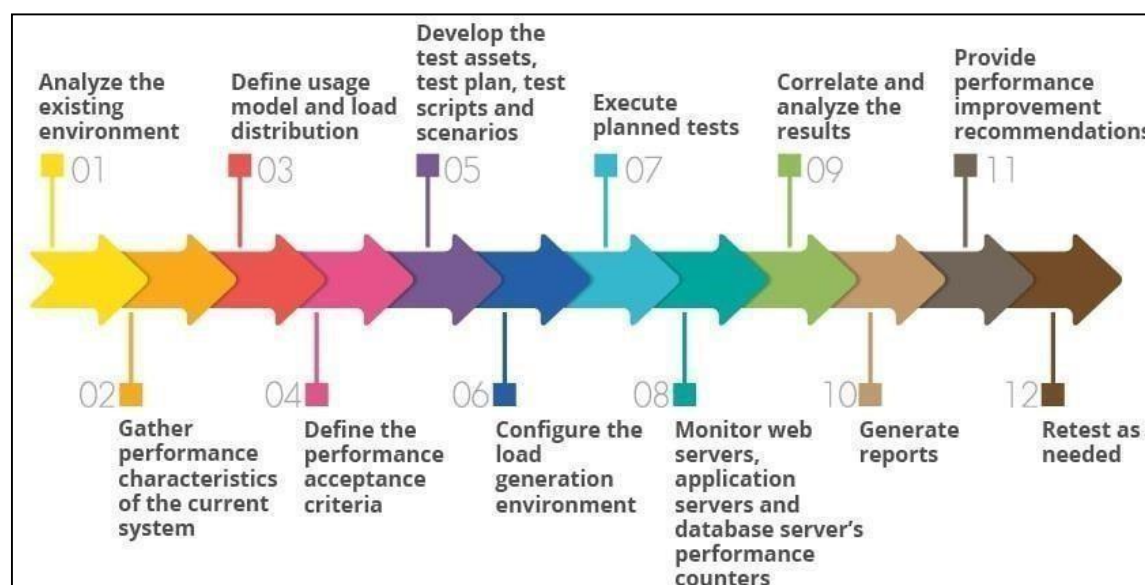 Analyze the
existing
environment
01
Gather
performance
characteristics
of the current
system
02
Define usage
model and load
distribution
03
Define the
performance
acceptance
criteria
04
Develop the
test assets,
test plan, test
scripts and
scenarios
05
Configure the
load
generation
environment
06
Execute
planned tests
07
Monitor web
servers,
application
servers and
database server's
performance
counters
08
Correlate and
analyze the
results
09
Generate
reports
10
Provide
performance
improvement
recommendations
11
Retest as
needed
12